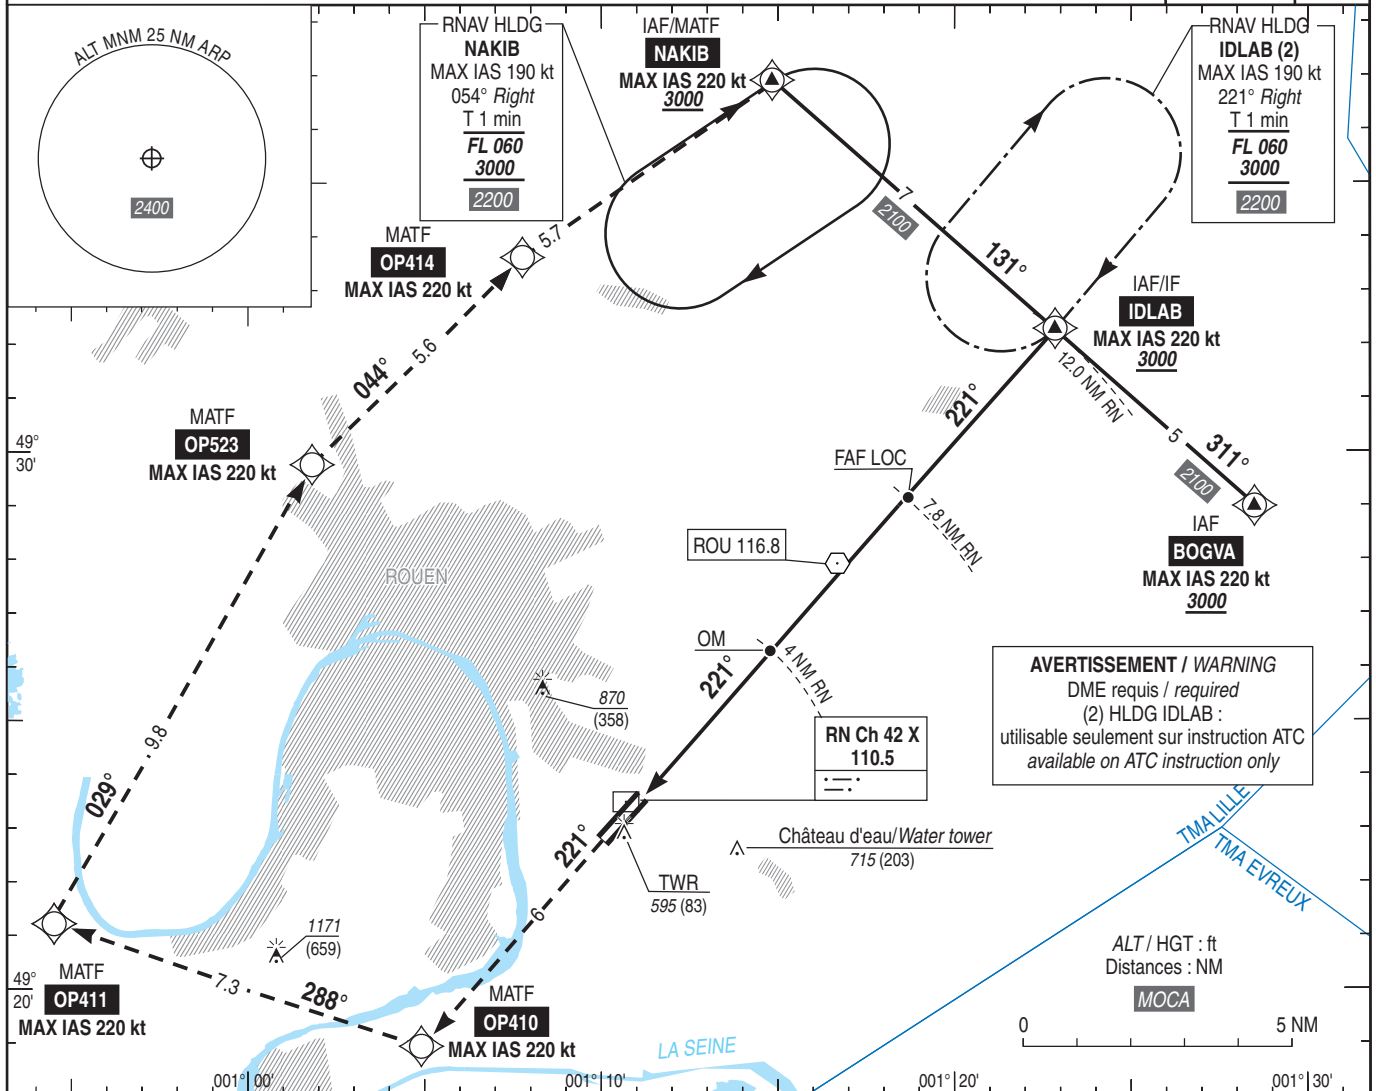 ALT MNM 25 NM ARP
2400
RNAV HLDG
NAKIB
MAX IAS 190 kt
054° Right
T 1 min
FL 060
3000
2200
IAF/MATF
NAKIB
MAX IAS 220 kt
3000
RNAV HLDG
IDLAB (2)
MAX IAS 190 kt
221° Right
T 1 min
FL 060
3000
2200
MATF
OP414
MAX IAS 220 kt
5.7
7
2100
131°
IAF/IF
IDLAB
MAX IAS 220 kt
3000
12.0 NM RN
5.6
044°
MATF
OP523
MAX IAS 220 kt
49°
30'
221°
FAF LOC
7.8 NM RN
5
311°
2100
IAF
BOGVA
MAX IAS 220 kt
3000
ROU 116.8
ROUEN
OM
4 NM RN
221°
870
(358)
RN Ch 42 X
110.5
AVERTISSEMENT / WARNING
DME requis / required
(2) HLDG IDLAB :
utilisable seulement sur instruction ATC
available on ATC instruction only
9.8
029°
221°
TWR
595 (83)
Château d'eau/Water tower
715 (203)
TMA LILLE
TMA EVREUX
6
1171
(659)
7.3
288°
49°
20'
MATF
OP411
MAX IAS 220 kt
MATF
OP410
MAX IAS 220 kt
ALT / HGT : ft
Distances : NM
MOCA
0
5 NM
LA SEINE
001° 00'
001° 10'
001° 20'
001° 30'